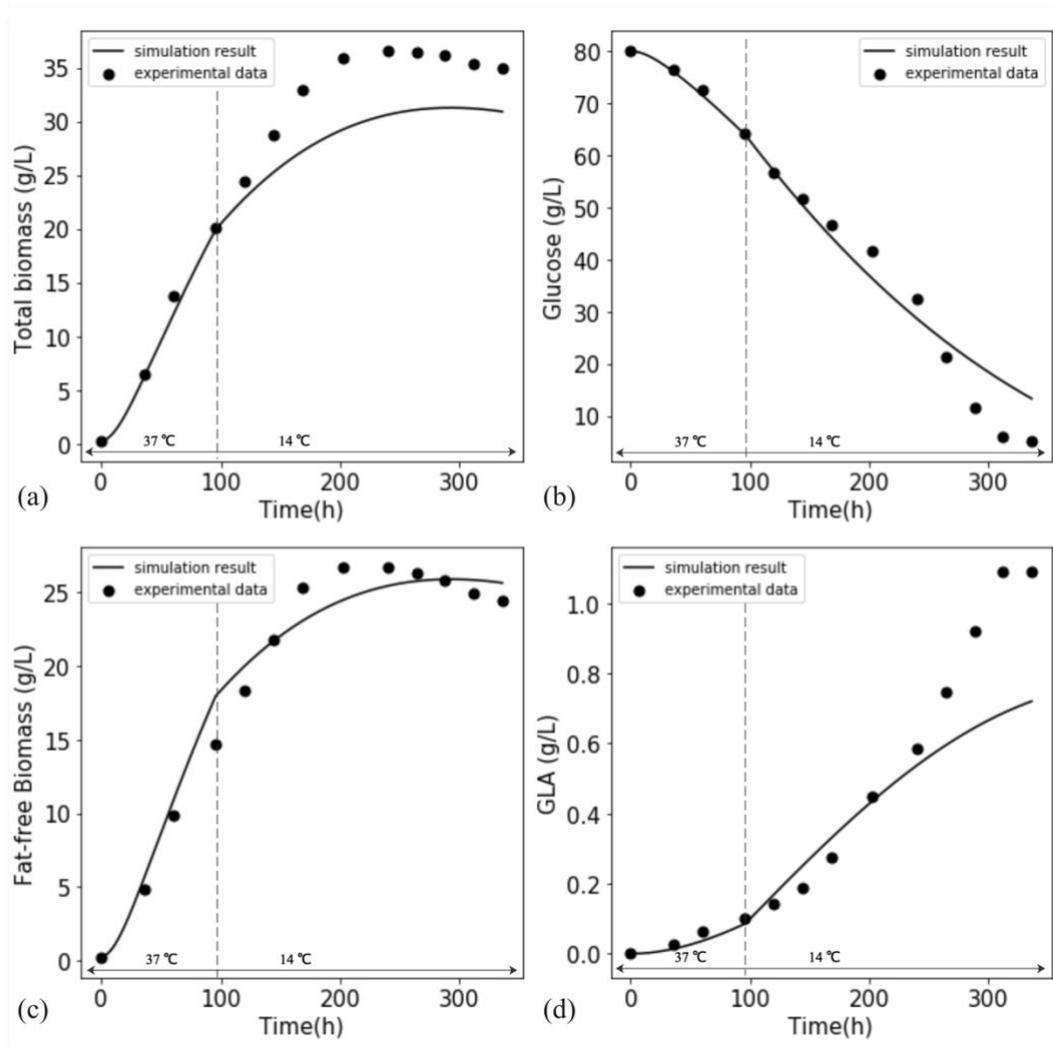 simulation result
experimental data
35
30
25
20
15
10
5
0
Total biomass (g/L)
37 ℃
14 ℃
0
100
200
300
Time(h)
(a)
simulation result
experimental data
80
70
60
50
40
30
20
10
Glucose (g/L)
37 ℃
14 ℃
0
100
200
300
Time(h)
(b)
simulation result
experimental data
25
20
15
10
5
0
Fat-free Biomass (g/L)
37 ℃
14 ℃
0
100
200
300
Time(h)
(c)
simulation result
experimental data
1.0
0.8
0.6
0.4
0.2
0.0
GLA (g/L)
37 ℃
14 ℃
0
100
200
300
Time(h)
(d)